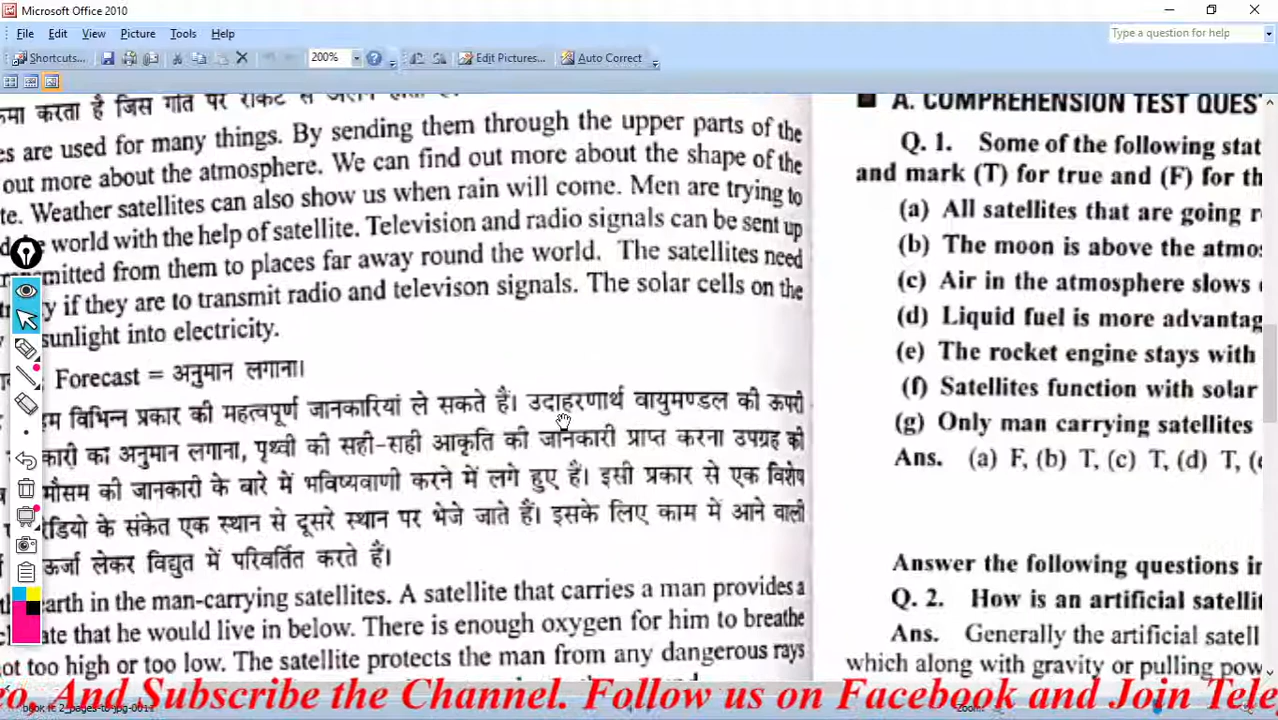 Microsoft Office 2010
File Edit View Picture Tools Help
Type a question for help
Shortcuts... 200% Edit Pictures... Auto Correct
करता है जिस गति पर राकेट से
es are used for many things. By sending them through the upper parts of the
out more about the atmosphere. We can find out more about the shape of the
te. Weather satellites can also show us when rain will come. Men are trying to
the world with the help of satellite. Television and radio signals can be sent up
transmitted from them to places far away round the world. The satellites need
y if they are to transmit radio and televison signals. The solar cells on the
sunlight into electricity.
Forecast = अनुमान लगाना।
हम विभिन्न प्रकार की महत्वपूर्ण जानकारियां ले सकते हैं। उदाहरणार्थ वायुमण्डल की ऊपरी
कारी का अनुमान लगाना, पृथ्वी की सही-सही आकृति की जानकारी प्राप्त करना उपग्रह की
मौसम की जानकारी के बारे में भविष्यवाणी करने में लगे हुए हैं। इसी प्रकार से एक विशेष
डियो के संकेत एक स्थान से दूसरे स्थान पर भेजे जाते हैं। इसके लिए काम में आने वाली
ऊर्जा लेकर विद्युत में परिवर्तित करते हैं।
earth in the man-carrying satellites. A satellite that carries a man provides a
ate that he would live in below. There is enough oxygen for him to breathe
not too high or too low. The satellite protects the man from any dangerous rays
A. COMPREHENSION TEST QUES
Q. 1. Some of the following stat
and mark (T) for true and (F) for th
(a) All satellites that are going r
(b) The moon is above the atmo
(c) Air in the atmosphere slows
(d) Liquid fuel is more advantag
(e) The rocket engine stays with
(f) Satellites function with solar
(g) Only man carrying satellites
Ans. (a) F, (b) T, (c) T, (d) T, (e
Answer the following questions in
Q. 2. How is an artificial satellit
Ans. Generally the artificial satell
which along with gravity or pulling pow
o. And Subscribe the Channel. Follow us on Facebook and Join Tele
book fc 2_pages-to-jpg-0011 Zoom: